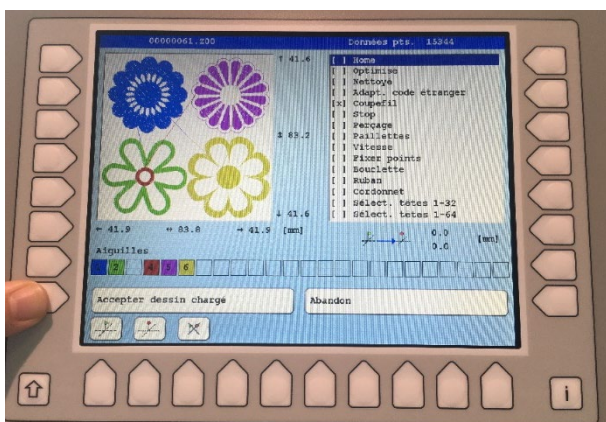 00000061.Z00
Données pts. 15344
↑ 41.6
↕ 83.2
↓ 41.6
← 41.9 ↔ 83.8 → 41.9 [mm]
[ ] Home
[ ] Optimise
[ ] Nettoye
[ ] Adapt. code étranger
[x] Coupefil
[ ] Stop
[ ] Perçage
[ ] Paillettes
[ ] Vitesse
[ ] Fixer points
[ ] Bouclette
[ ] Ruban
[ ] Cordonnet
[ ] Sélect. têtes 1-32
[ ] Sélect. têtes 1-64
0.0
0.0
[mm]
Aiguilles
2 4 5 6
Accepter dessin chargé
Abandon
i